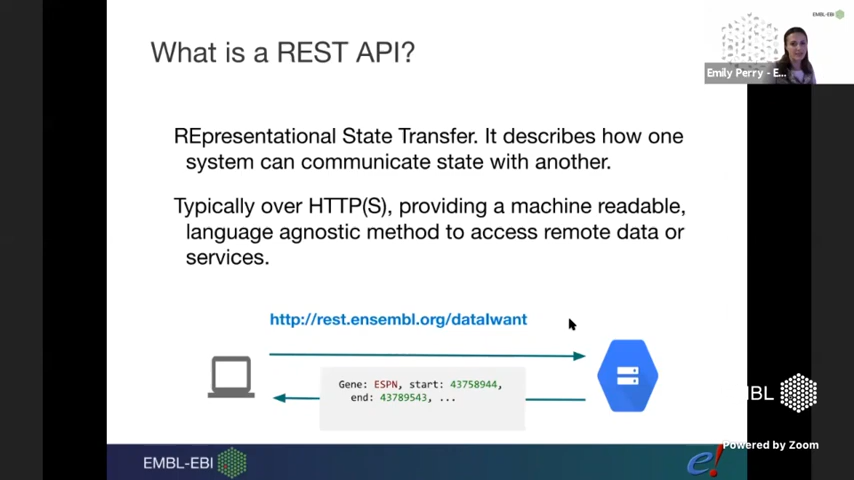 What is a REST API?
EMBL-EBI
Emily Perry - E...
REpresentational State Transfer. It describes how one
system can communicate state with another.
Typically over HTTP(S), providing a machine readable,
language agnostic method to access remote data or
services.
http://rest.ensembl.org/dataIwant
Gene: ESPN, start: 43758944,
end: 43789543, ...
BL
Powered by Zoom
EMBL-EBI
e!